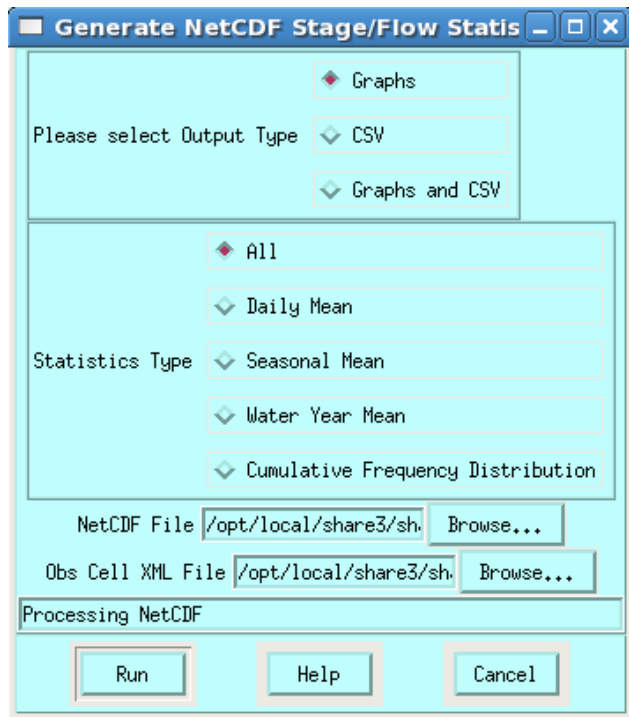 Generate NetCDF Stage/Flow Statis
Graphs
Please select Output Type
CSV
Graphs and CSV
All
Daily Mean
Statistics Type
Seasonal Mean
Water Year Mean
Cumulative Frequency Distribution
NetCDF File /opt/local/share3/sh Browse...
Obs Cell XML File /opt/local/share3/sh Browse...
Processing NetCDF
Run Help Cancel